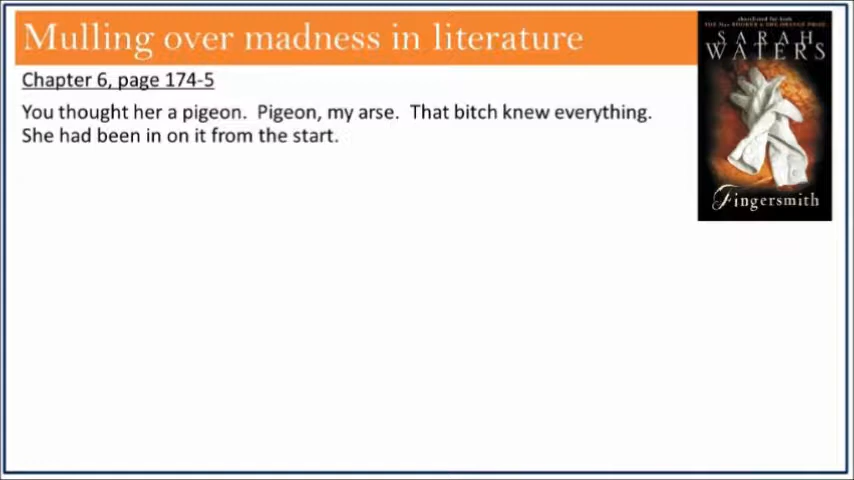 Mulling over madness in literature
Chapter 6, page 174-5
You thought her a pigeon. Pigeon, my arse. That bitch knew everything.
She had been in on it from the start.
SARAH
WATERS
Fingersmith